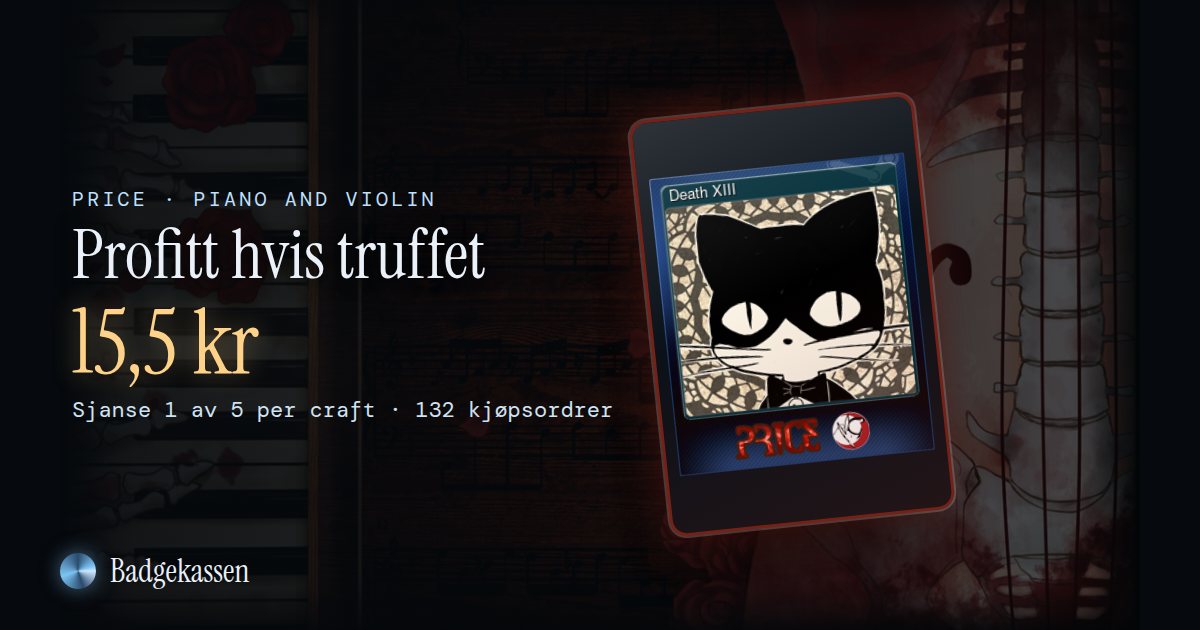 PRICE · PIANO AND VIOLIN
Profitt hvis truffet
15,5 kr
Sjanse 1 av 5 per craft · 132 kjøpsordrer
Death XIII
PRICE
Badgekassen